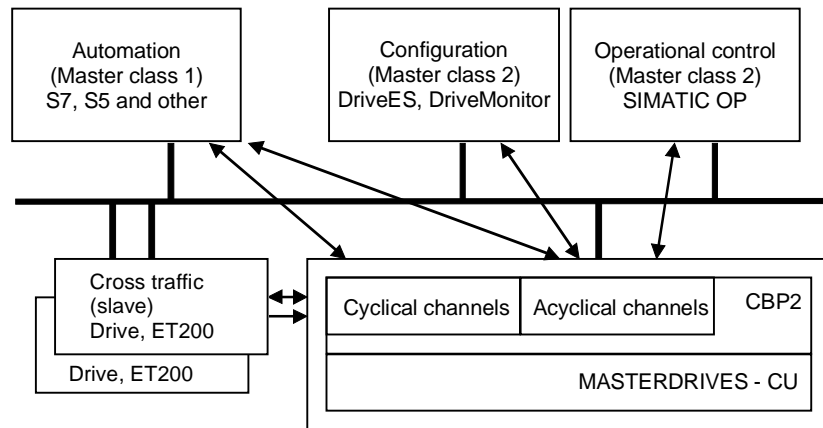 Automation
(Master class 1)
S7, S5 and other
Configuration
(Master class 2)
DriveES, DriveMonitor
Operational control
(Master class 2)
SIMATIC OP
Cross traffic
(slave)
Drive, ET200
Drive, ET200
Cyclical channels
Acyclical channels
CBP2
MASTERDRIVES - CU